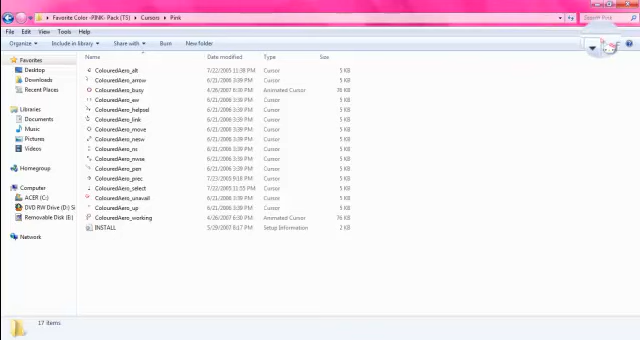 Favorite Color -PINK- Pack (TS) Cursors Pink Search Pink
File Edit View Tools Help
Organize Include in library Share with Burn New folder
Name Date modified Type Size
Favorites
Desktop
Downloads
Recent Places
Libraries
Documents
Music
Pictures
Videos
Homegroup
Computer
ACER (C:)
DVD RW Drive (D:) Si
Removable Disk (E:)
Network
ColouredAero_alt 7/22/2005 11:38 PM Cursor 5 KB
ColouredAero_arrow 6/21/2006 3:39 PM Cursor 5 KB
ColouredAero_busy 4/26/2007 6:38 PM Animated Cursor 76 KB
ColouredAero_ew 6/21/2006 3:39 PM Cursor 5 KB
ColouredAero_helpsel 6/21/2006 3:39 PM Cursor 5 KB
ColouredAero_link 6/21/2006 3:39 PM Cursor 5 KB
ColouredAero_move 6/21/2006 3:39 PM Cursor 5 KB
ColouredAero_nesw 6/21/2006 3:39 PM Cursor 5 KB
ColouredAero_ns 6/21/2006 3:39 PM Cursor 5 KB
ColouredAero_nwse 6/21/2006 3:39 PM Cursor 5 KB
ColouredAero_pen 6/21/2006 3:39 PM Cursor 5 KB
ColouredAero_prec 7/23/2005 9:18 PM Cursor 5 KB
ColouredAero_select 7/22/2005 11:55 PM Cursor 5 KB
ColouredAero_unavail 6/21/2006 3:39 PM Cursor 5 KB
ColouredAero_up 6/21/2006 3:39 PM Cursor 5 KB
ColouredAero_working 4/26/2007 6:38 PM Animated Cursor 76 KB
INSTALL 5/29/2007 8:17 PM Setup Information 2 KB
17 items